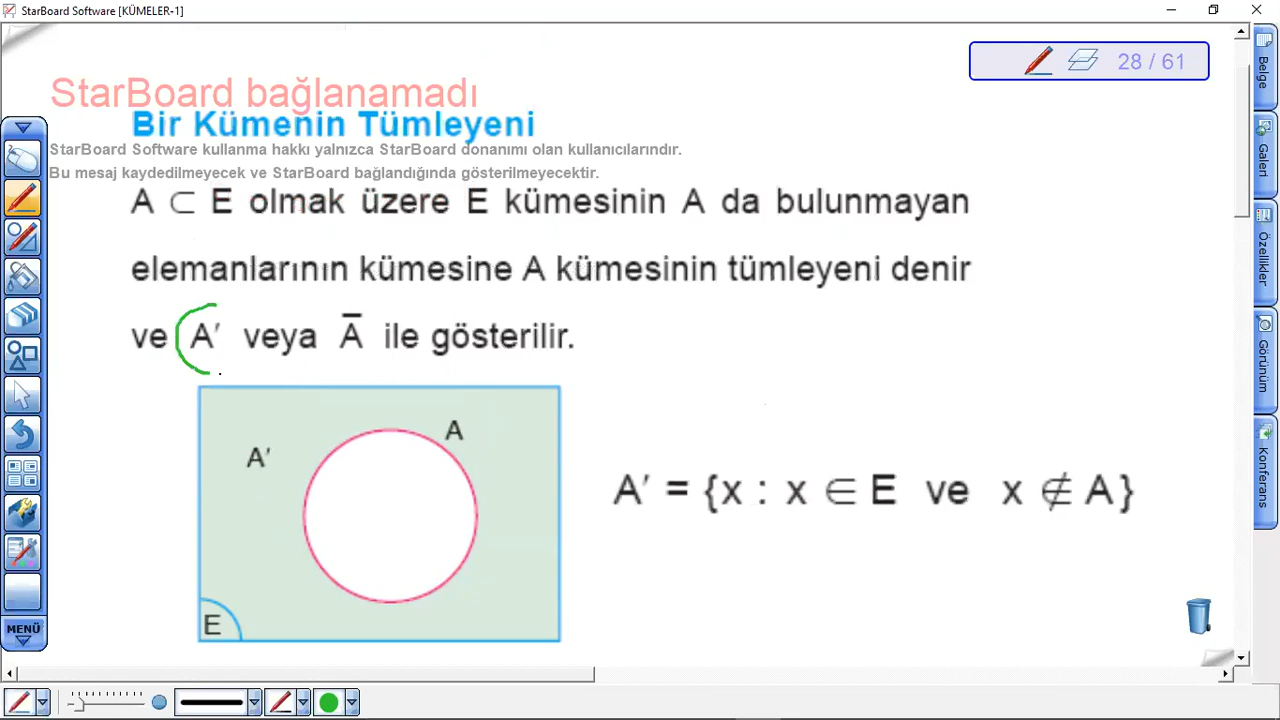 StarBoard Software [KÜMELER-1]
28 / 61
StarBoard bağlanamadı
Bir Kümenin Tümleyeni
StarBoard Software kullanma hakkı yalnızca StarBoard donanımı olan kullanıcılarındır.
Bu mesaj kaydedilmeyecek ve StarBoard bağlandığında gösterilmeyecektir.
A ⊂ E olmak üzere E kümesinin A da bulunmayan
elemanlarının kümesine A kümesinin tümleyeni denir
ve A′ veya A̅ ile gösterilir.
A
A′
A′ = {x : x ∈ E ve x ∉ A}
E
MENÜ
Belge
Galeri
Özellikler
Görünüm
Konferans